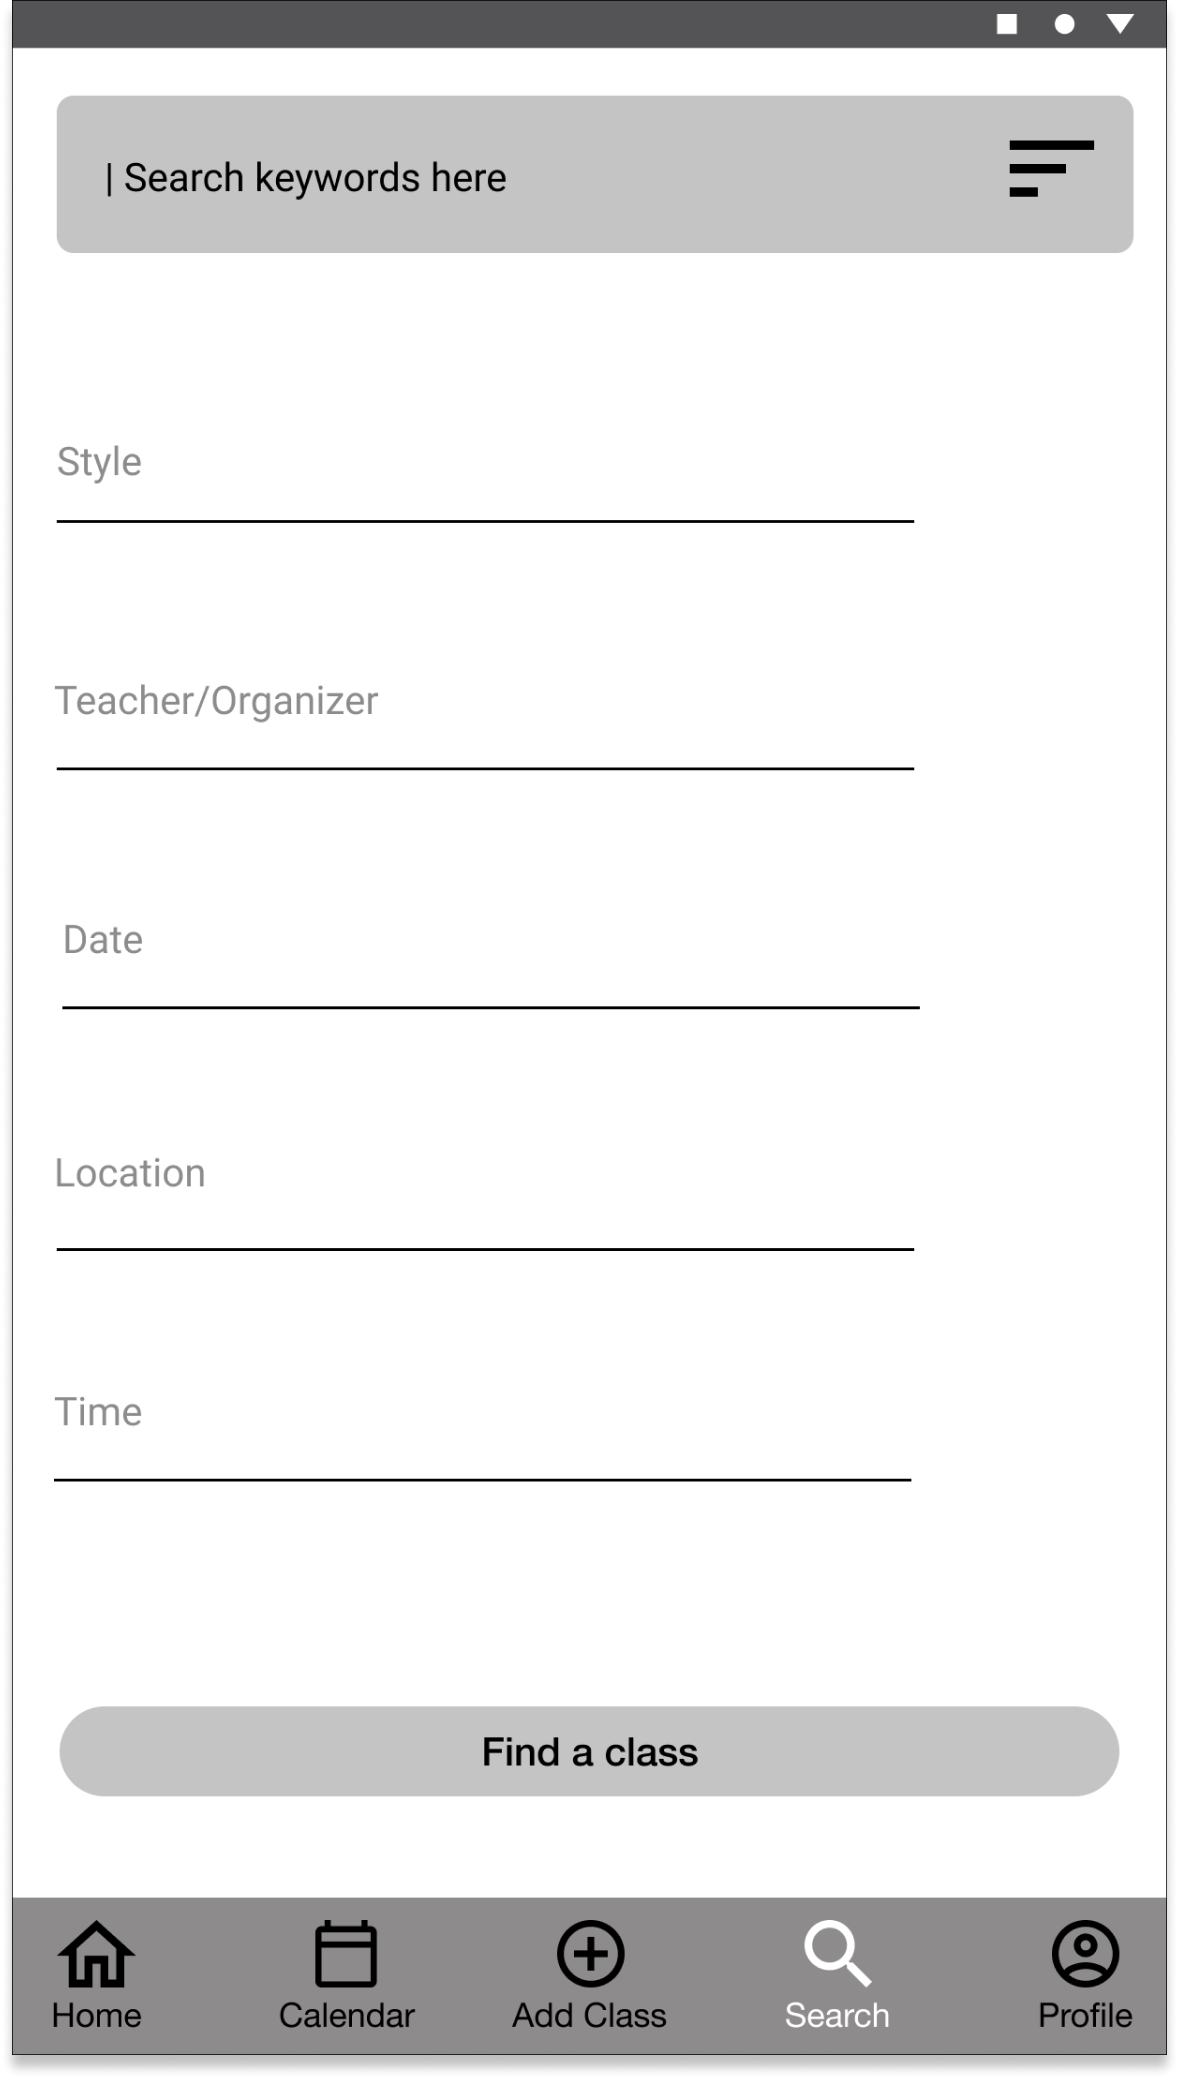 | Search keywords here
Style
Teacher/Organizer
Date
Location
Time
Find a class
Home Calendar Add Class Search Profile